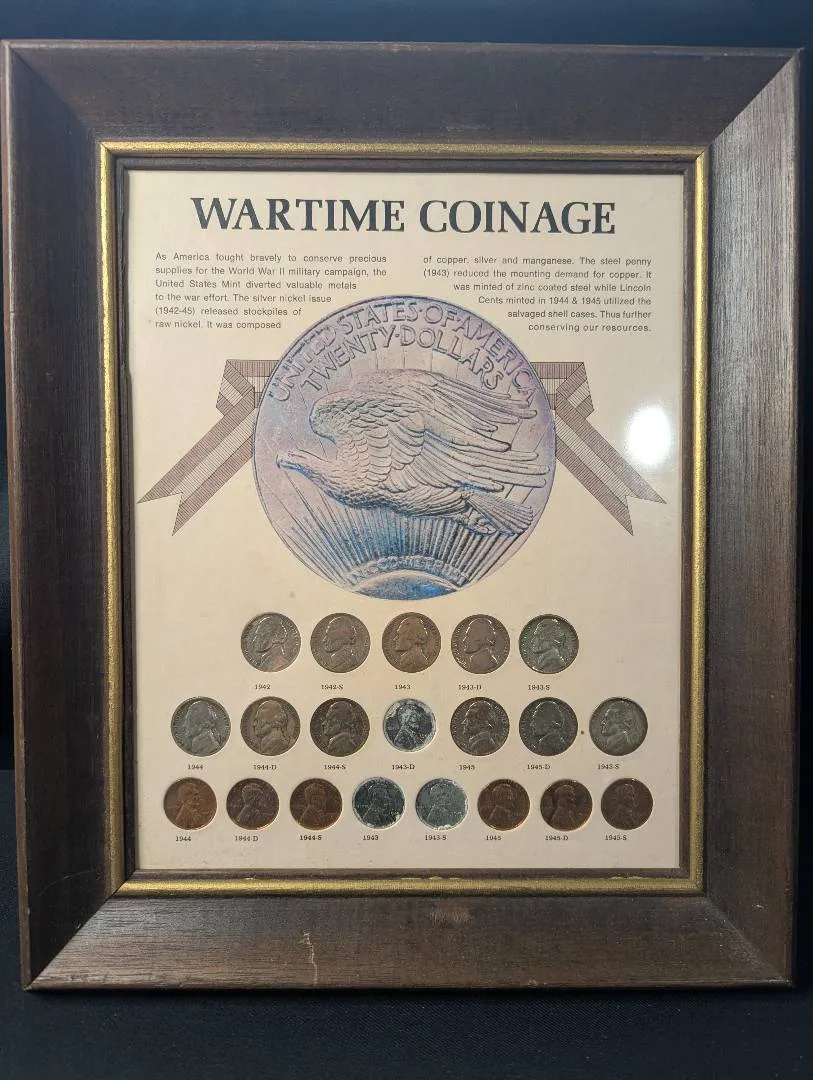 WARTIME COINAGE
As America fought bravely to conserve precious
supplies for the World War II military campaign, the
United States Mint diverted valuable metals
to the war effort. The silver nickel issue
(1942-45) released stockpiles of
raw nickel. It was composed
of copper, silver and manganese. The steel penny
(1943) reduced the mounting demand for copper. It
was minted of zinc coated steel while Lincoln
Cents minted in 1944 & 1945 utilized the
salvaged shell cases. Thus further
conserving our resources.
UNITED·STATES·OF·AMERICA
TWENTY·DOLLARS
IN·GOD·WE·TRUST
1942 1942-S 1943 1943-D 1943-S
1944 1944-D 1944-S 1943-D 1945 1945-D 1945-S
1944 1944-D 1944-S 1943 1943-S 1945 1945-D 1945-S